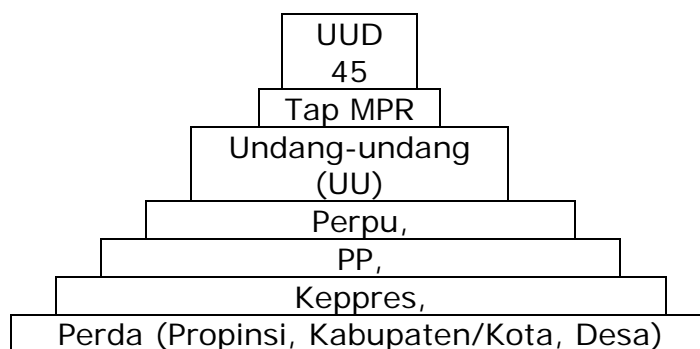 UUD
45
Tap MPR
Undang-undang
(UU)
Perpu,
PP,
Keppres,
Perda (Propinsi, Kabupaten/Kota, Desa)